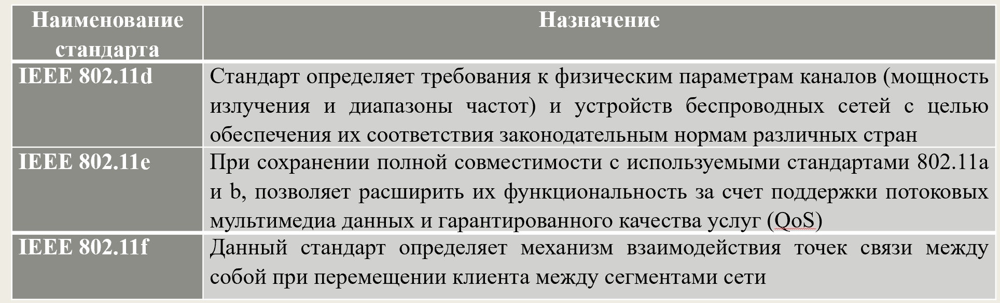 Наименование
стандарта
Назначение
IEEE 802.11d
Стандарт определяет требования к физическим параметрам каналов (мощность
излучения и диапазоны частот) и устройств беспроводных сетей с целью
обеспечения их соответствия законодательным нормам различных стран
IEEE 802.11e
При сохранении полной совместимости с используемыми стандартами 802.11a
и b, позволяет расширить их функциональность за счет поддержки потоковых
мультимедиа данных и гарантированного качества услуг (QoS)
IEEE 802.11f
Данный стандарт определяет механизм взаимодействия точек связи между
собой при перемещении клиента между сегментами сети